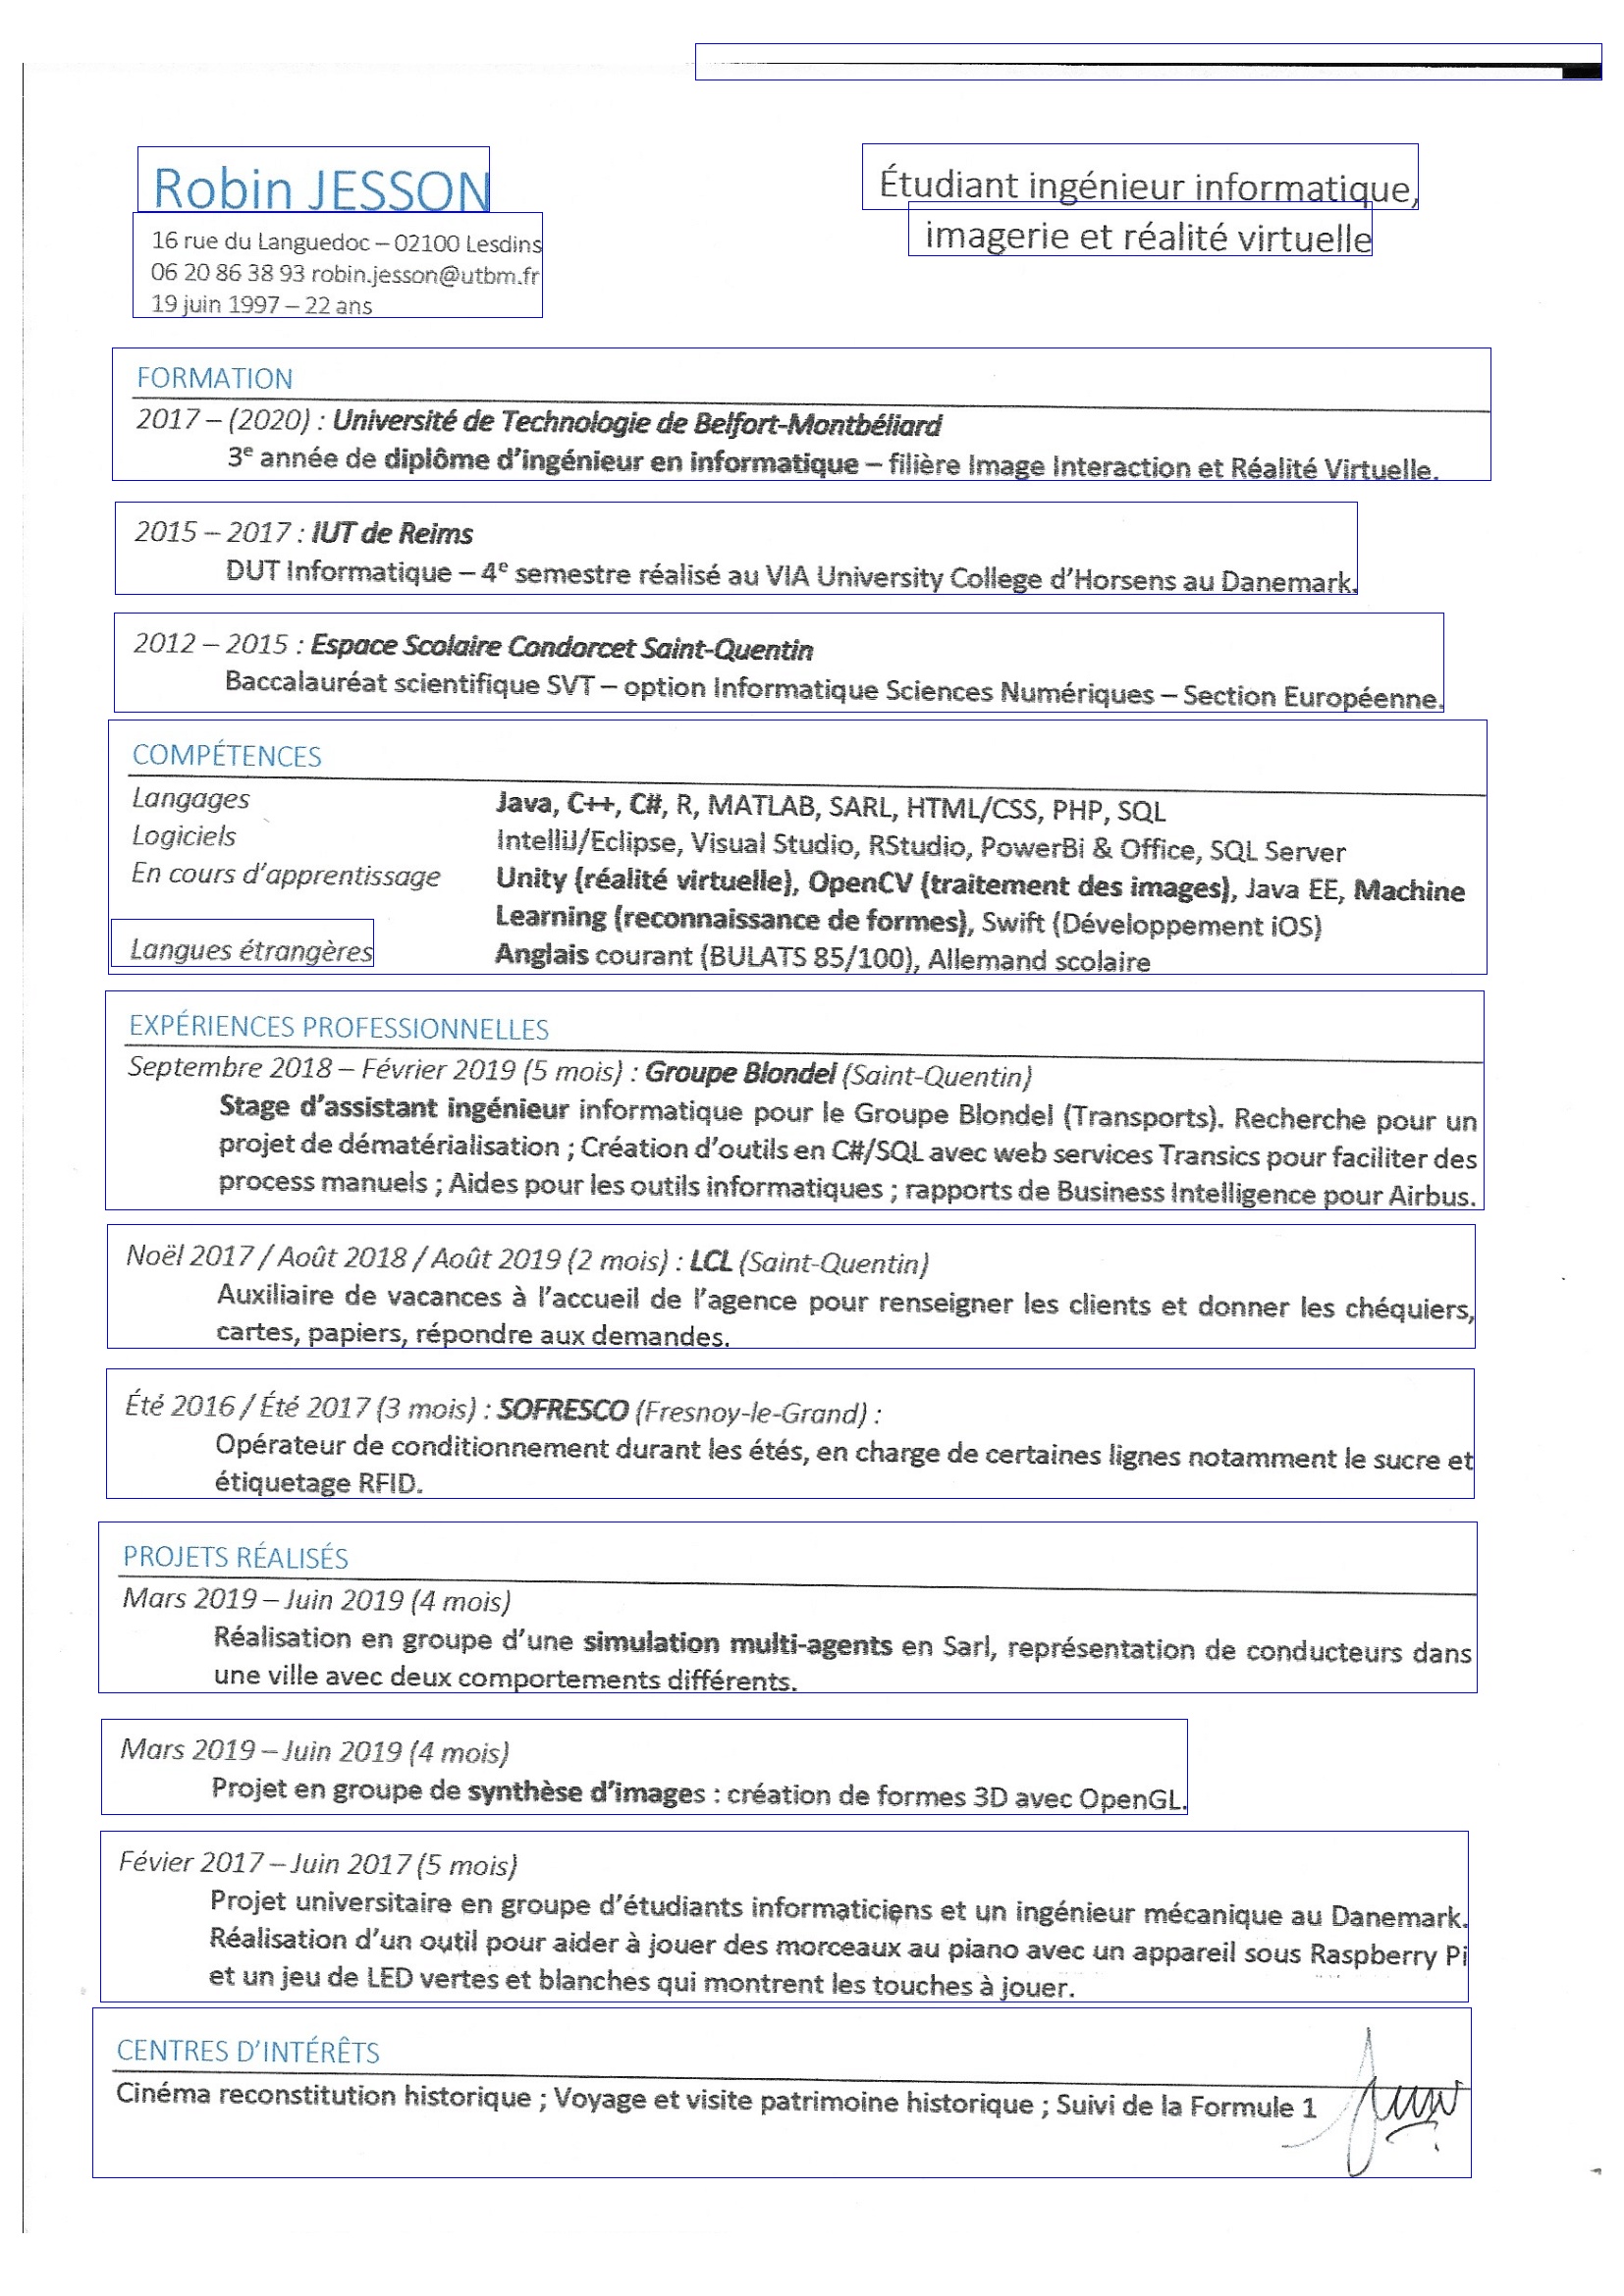 Robin JESSON
16 rue du Languedoc – 02100 Lesdins
06 20 86 38 93 robin.jesson@utbm.fr
19 juin 1997 – 22 ans
Étudiant ingénieur informatique,
imagerie et réalité virtuelle
FORMATION
2017 – (2020) : Université de Technologie de Belfort-Montbéliard
3e année de diplôme d'ingénieur en informatique – filière Image Interaction et Réalité Virtuelle.
2015 – 2017 : IUT de Reims
DUT Informatique – 4e semestre réalisé au VIA University College d'Horsens au Danemark.
2012 – 2015 : Espace Scolaire Condorcet Saint-Quentin
Baccalauréat scientifique SVT – option Informatique Sciences Numériques – Section Européenne.
COMPÉTENCES
Langages Java, C++, C#, R, MATLAB, SARL, HTML/CSS, PHP, SQL
Logiciels IntelliJ/Eclipse, Visual Studio, RStudio, PowerBi & Office, SQL Server
En cours d'apprentissage Unity (réalité virtuelle), OpenCV (traitement des images), Java EE, Machine
Learning (reconnaissance de formes), Swift (Développement iOS)
Langues étrangères Anglais courant (BULATS 85/100), Allemand scolaire
EXPÉRIENCES PROFESSIONNELLES
Septembre 2018 – Février 2019 (5 mois) : Groupe Blondel (Saint-Quentin)
Stage d'assistant ingénieur informatique pour le Groupe Blondel (Transports). Recherche pour un
projet de dématérialisation ; Création d'outils en C#/SQL avec web services Transics pour faciliter des
process manuels ; Aides pour les outils informatiques ; rapports de Business Intelligence pour Airbus.
Noël 2017 / Août 2018 / Août 2019 (2 mois) : LCL (Saint-Quentin)
Auxiliaire de vacances à l'accueil de l'agence pour renseigner les clients et donner les chéquiers,
cartes, papiers, répondre aux demandes.
Été 2016 / Été 2017 (3 mois) : SOFRESCO (Fresnoy-le-Grand) :
Opérateur de conditionnement durant les étés, en charge de certaines lignes notamment le sucre et
étiquetage RFID.
PROJETS RÉALISÉS
Mars 2019 – Juin 2019 (4 mois)
Réalisation en groupe d'une simulation multi-agents en Sarl, représentation de conducteurs dans
une ville avec deux comportements différents.
Mars 2019 – Juin 2019 (4 mois)
Projet en groupe de synthèse d'images : création de formes 3D avec OpenGL.
Févier 2017 – Juin 2017 (5 mois)
Projet universitaire en groupe d'étudiants informaticiens et un ingénieur mécanique au Danemark.
Réalisation d'un outil pour aider à jouer des morceaux au piano avec un appareil sous Raspberry Pi
et un jeu de LED vertes et blanches qui montrent les touches à jouer.
CENTRES D'INTÉRÊTS
Cinéma reconstitution historique ; Voyage et visite patrimoine historique ; Suivi de la Formule 1